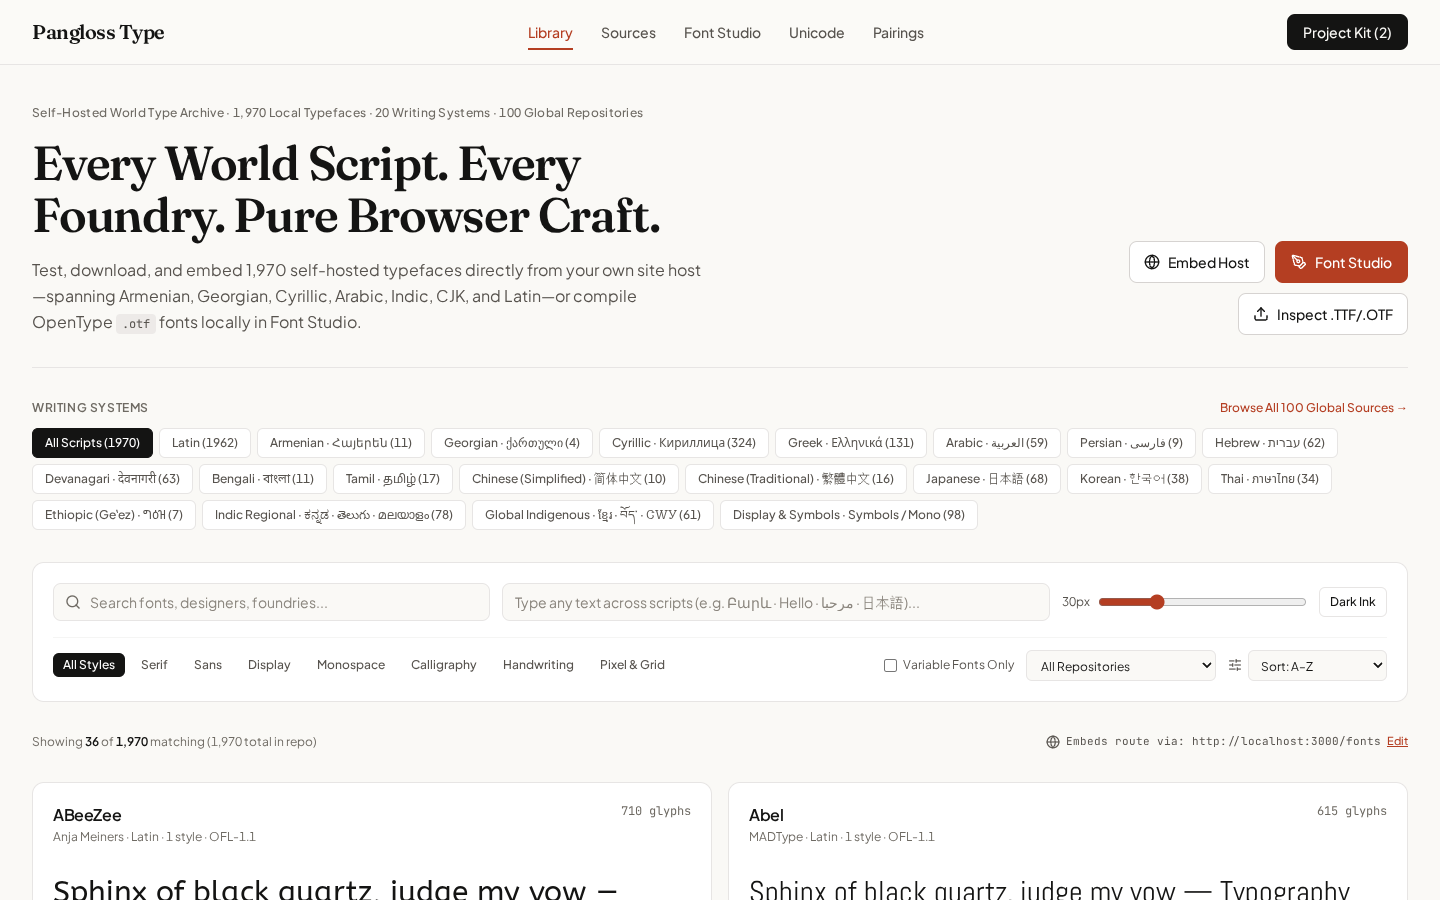 Pangloss Type
Library
Sources
Font Studio
Unicode
Pairings
Project Kit (2)
Self-Hosted World Type Archive · 1,970 Local Typefaces · 20 Writing Systems · 100 Global Repositories
Every World Script. Every
Foundry. Pure Browser Craft.
Test, download, and embed 1,970 self-hosted typefaces directly from your own site host
—spanning Armenian, Georgian, Cyrillic, Arabic, Indic, CJK, and Latin—or compile
OpenType .otf fonts locally in Font Studio.
Embed Host
Font Studio
Inspect .TTF/.OTF
WRITING SYSTEMS
Browse All 100 Global Sources →
All Scripts (1970)
Latin (1962)
Armenian · Հայերեն (11)
Georgian · ქართული (4)
Cyrillic · Кириллица (324)
Greek · Ελληνικά (131)
Arabic · العربية (59)
Persian · فارسی (9)
Hebrew · עברית (62)
Devanagari · देवनागरी (63)
Bengali · বাংলা (11)
Tamil · தமிழ் (17)
Chinese (Simplified) · 简体中文 (10)
Chinese (Traditional) · 繁體中文 (16)
Japanese · 日本語 (68)
Korean · 한국어 (38)
Thai · ภาษาไทย (34)
Ethiopic (Ge'ez) · ግዕዝ (7)
Indic Regional · ಕನ್ನಡ · తెలుగు · മലയാളം (78)
Global Indigenous · ខ្មែរ · བོད་ · ᏣᎳᎩ (61)
Display & Symbols · Symbols / Mono (98)
Search fonts, designers, foundries...
Type any text across scripts (e.g. Բարև · Hello · مرحبا · 日本語)...
30px
Dark Ink
All Styles
Serif
Sans
Display
Monospace
Calligraphy
Handwriting
Pixel & Grid
Variable Fonts Only
All Repositories
Sort: A–Z
Showing 36 of 1,970 matching (1,970 total in repo)
Embeds route via: http://localhost:3000/fonts Edit
ABeeZee
710 glyphs
Anja Meiners · Latin · 1 style · OFL-1.1
Sphinx of black quartz, judge my vow —
Abel
615 glyphs
MADType · Latin · 1 style · OFL-1.1
Sphinx of black quartz, judge my vow — Typography